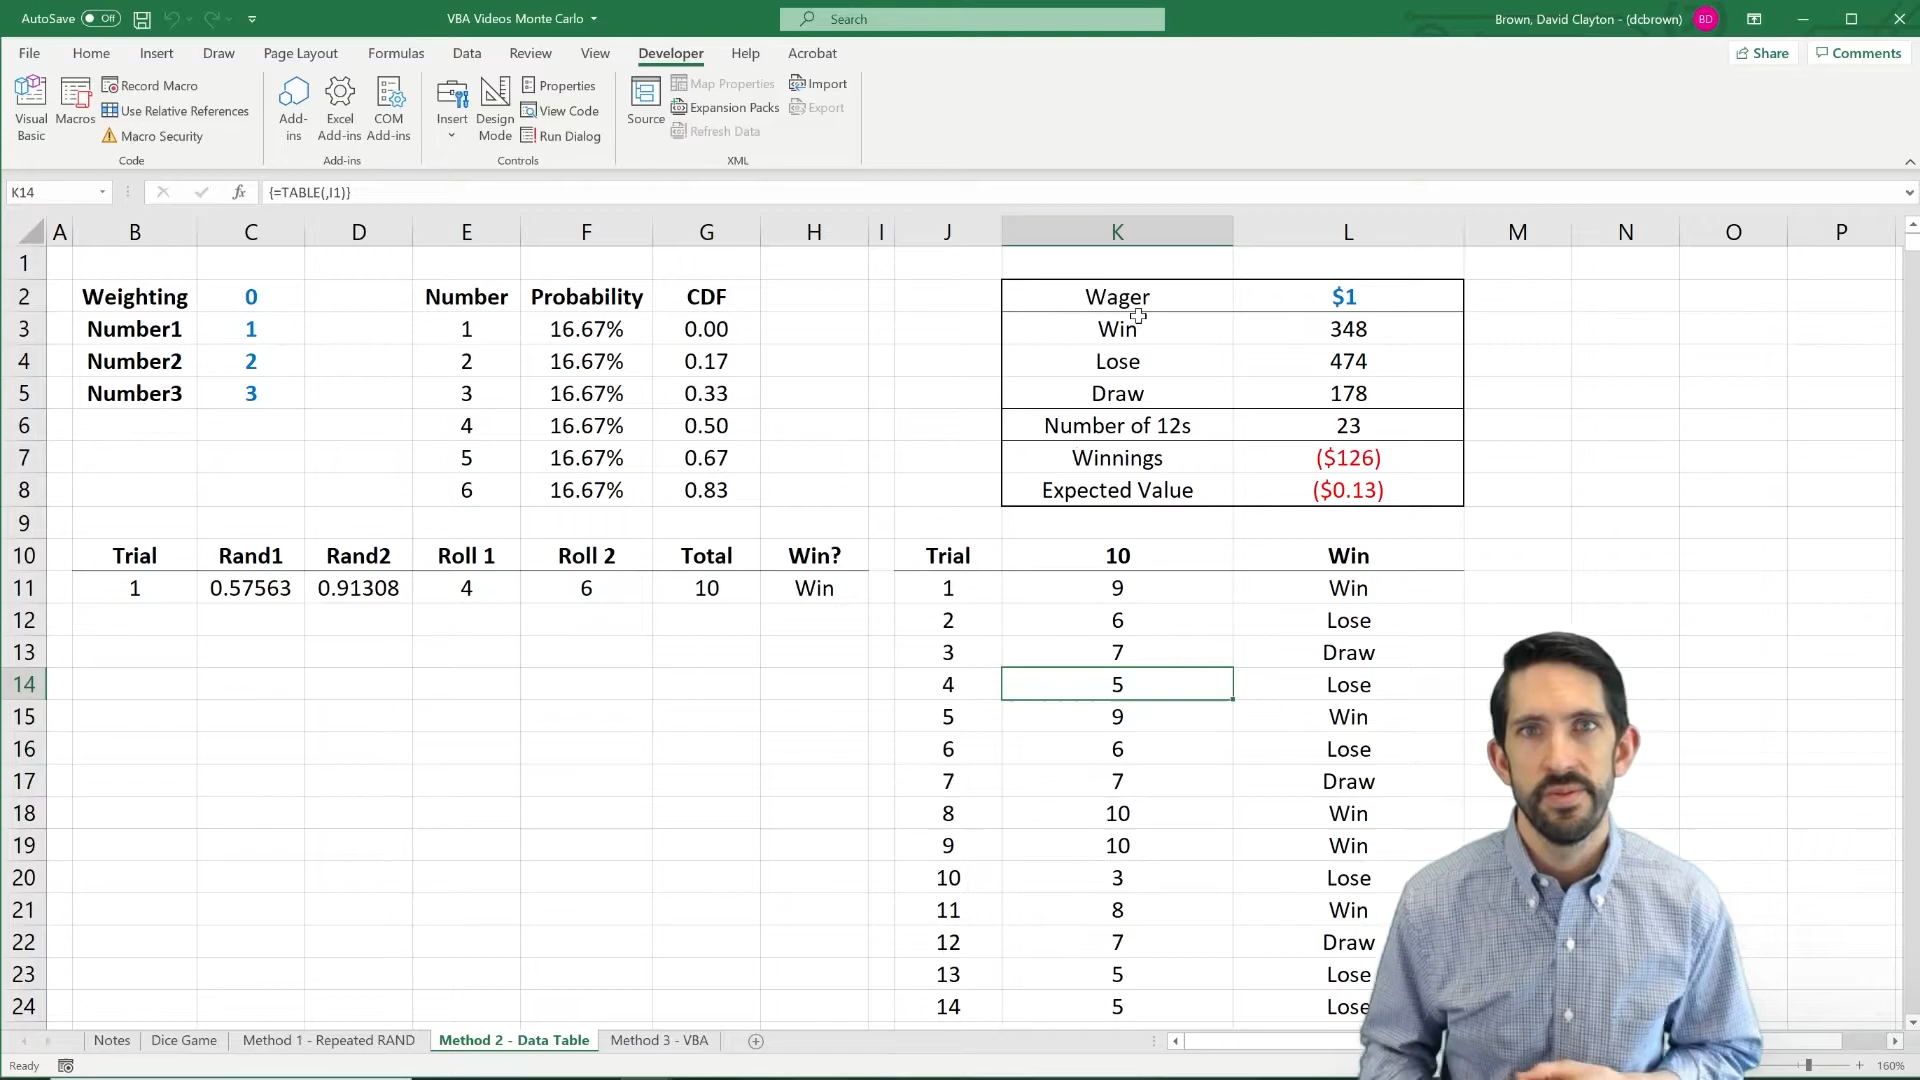 AutoSave Off VBA Videos Monte Carlo Search Brown, David Clayton - (dcbrown) BD
File Home Insert Draw Page Layout Formulas Data Review View Developer Help Acrobat Share Comments
Visual Basic
Macros
Record Macro
Use Relative References
Macro Security
Code
Add-ins
Excel Add-ins
COM Add-ins
Add-ins
Insert
Design Mode
Properties
View Code
Run Dialog
Controls
Source
Map Properties
Expansion Packs
Refresh Data
Import
Export
XML
K14 fx {=TABLE(,I1)}
A B C D E F G H I J K L M N O P
1
2 Weighting 0 Number Probability CDF Wager $1
3 Number1 1 1 16.67% 0.00 Win 348
4 Number2 2 2 16.67% 0.17 Lose 474
5 Number3 3 3 16.67% 0.33 Draw 178
6 4 16.67% 0.50 Number of 12s 23
7 5 16.67% 0.67 Winnings ($126)
8 6 16.67% 0.83 Expected Value ($0.13)
9
10 Trial Rand1 Rand2 Roll 1 Roll 2 Total Win? Trial 10 Win
11 1 0.57563 0.91308 4 6 10 Win 1 9 Win
12 2 6 Lose
13 3 7 Draw
14 4 5 Lose
15 5 9 Win
16 6 6 Lose
17 7 7 Draw
18 8 10 Win
19 9 10 Win
20 10 3 Lose
21 11 8 Win
22 12 7 Draw
23 13 5 Lose
24 14 5 Lose
Notes Dice Game Method 1 - Repeated RAND Method 2 - Data Table Method 3 - VBA
Ready 160%